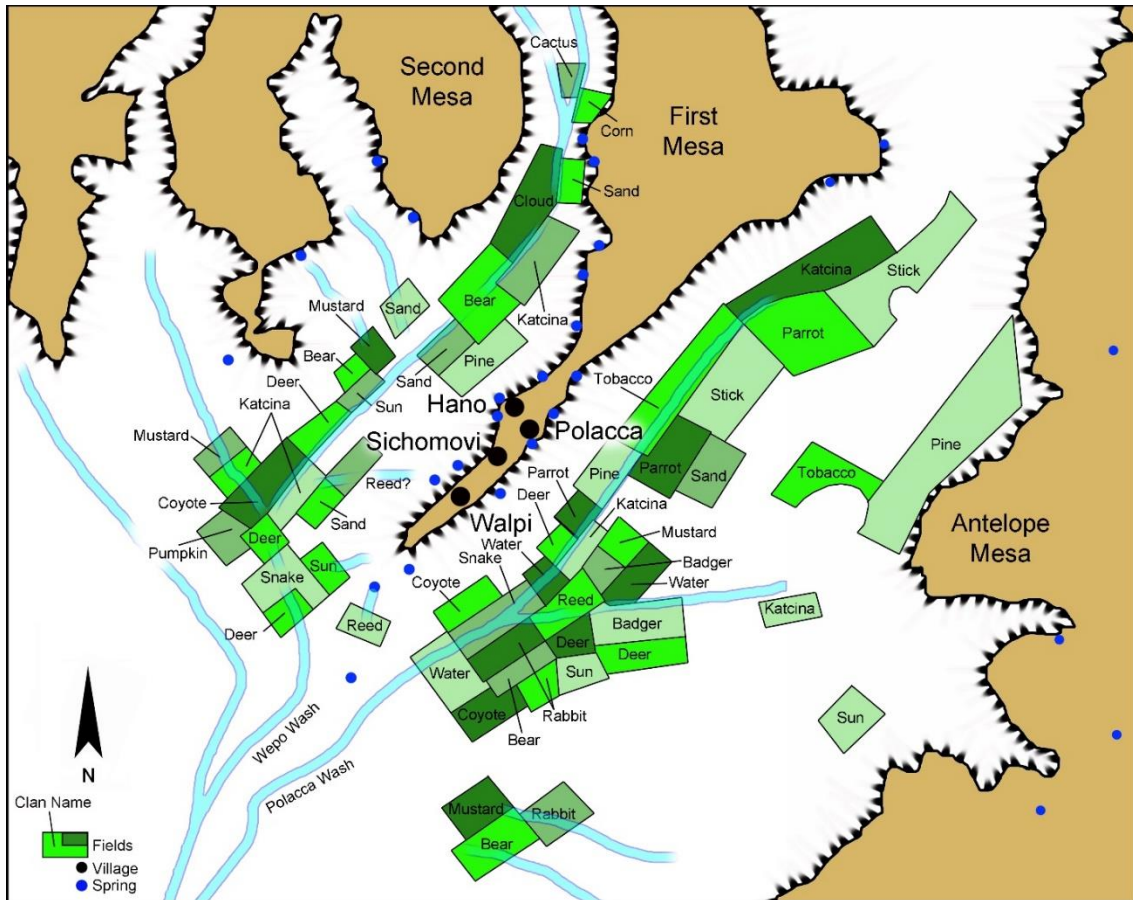 Cactus
Second
Mesa
First
Mesa
Corn
Sand
Cloud
Katcina
Stick
Mustard
Sand
Bear
Katcina
Parrot
Bear
Sand
Pine
Deer
Sun
Tobacco
Stick
Katcina
Hano
Polacca
Mustard
Sichomovi
Pine
Parrot
Sand
Tobacco
Pine
Coyote
Reed?
Sand
Parrot
Deer
Katcina
Walpi
Mustard
Pumpkin
Deer
Water
Snake
Badger
Antelope
Mesa
Snake
Sun
Coyote
Water
Reed
Deer
Reed
Katcina
Badger
Deer
Deer
Water
Sun
Coyote
Rabbit
Bear
Sun
Wepo Wash
Polacca Wash
N
Mustard
Rabbit
Bear
Clan Name
Fields
Village
Spring